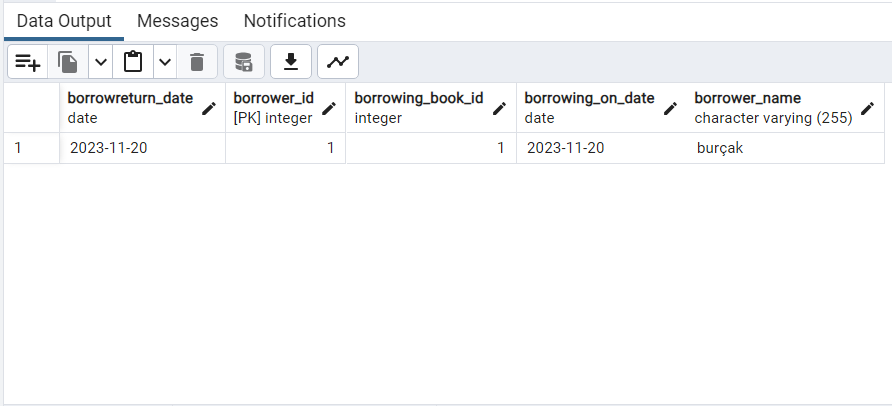 Data Output Messages Notifications
borrowreturn_date borrower_id borrowing_book_id borrowing_on_date borrower_name
date [PK] integer integer date character varying (255)
1 2023-11-20 1 1 2023-11-20 burçak